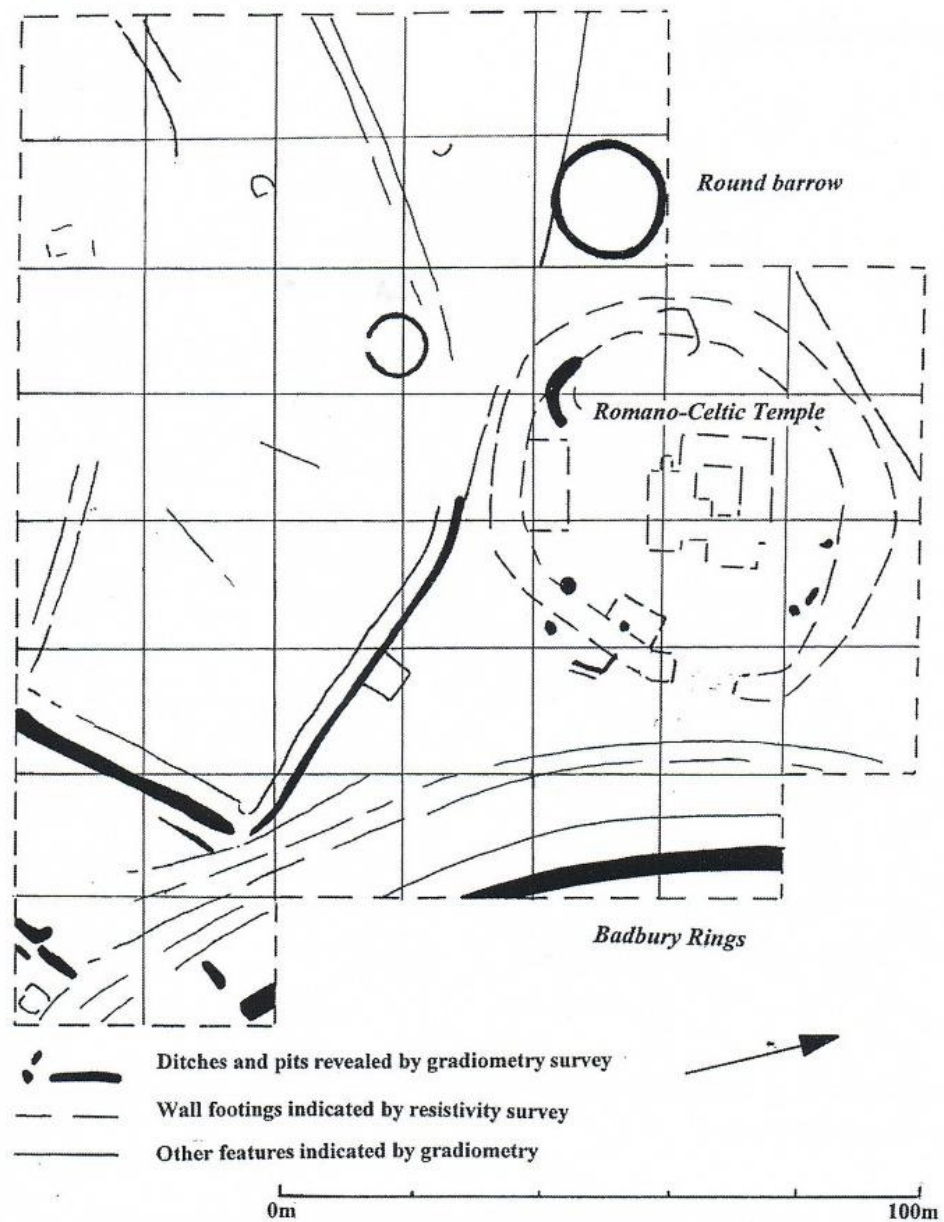 Round barrow
Romano-Celtic Temple
Badbury Rings
Ditches and pits revealed by gradiometry survey
Wall footings indicated by resistivity survey
Other features indicated by gradiometry
0m
100m